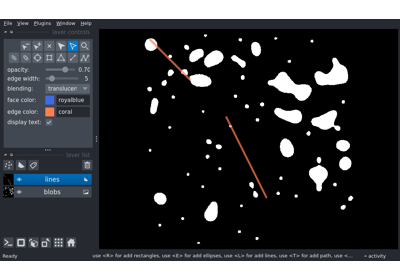 File View Plugins Window Help
layer controls
opacity: 0.70
edge width: 5
blending: translucen
face color: royalblue
edge color: coral
display text:
layer list
lines
blobs
Ready use <R> for add rectangles, use <E> for add ellipses, use <L> for add lines, use <T> for add path, use <... activity